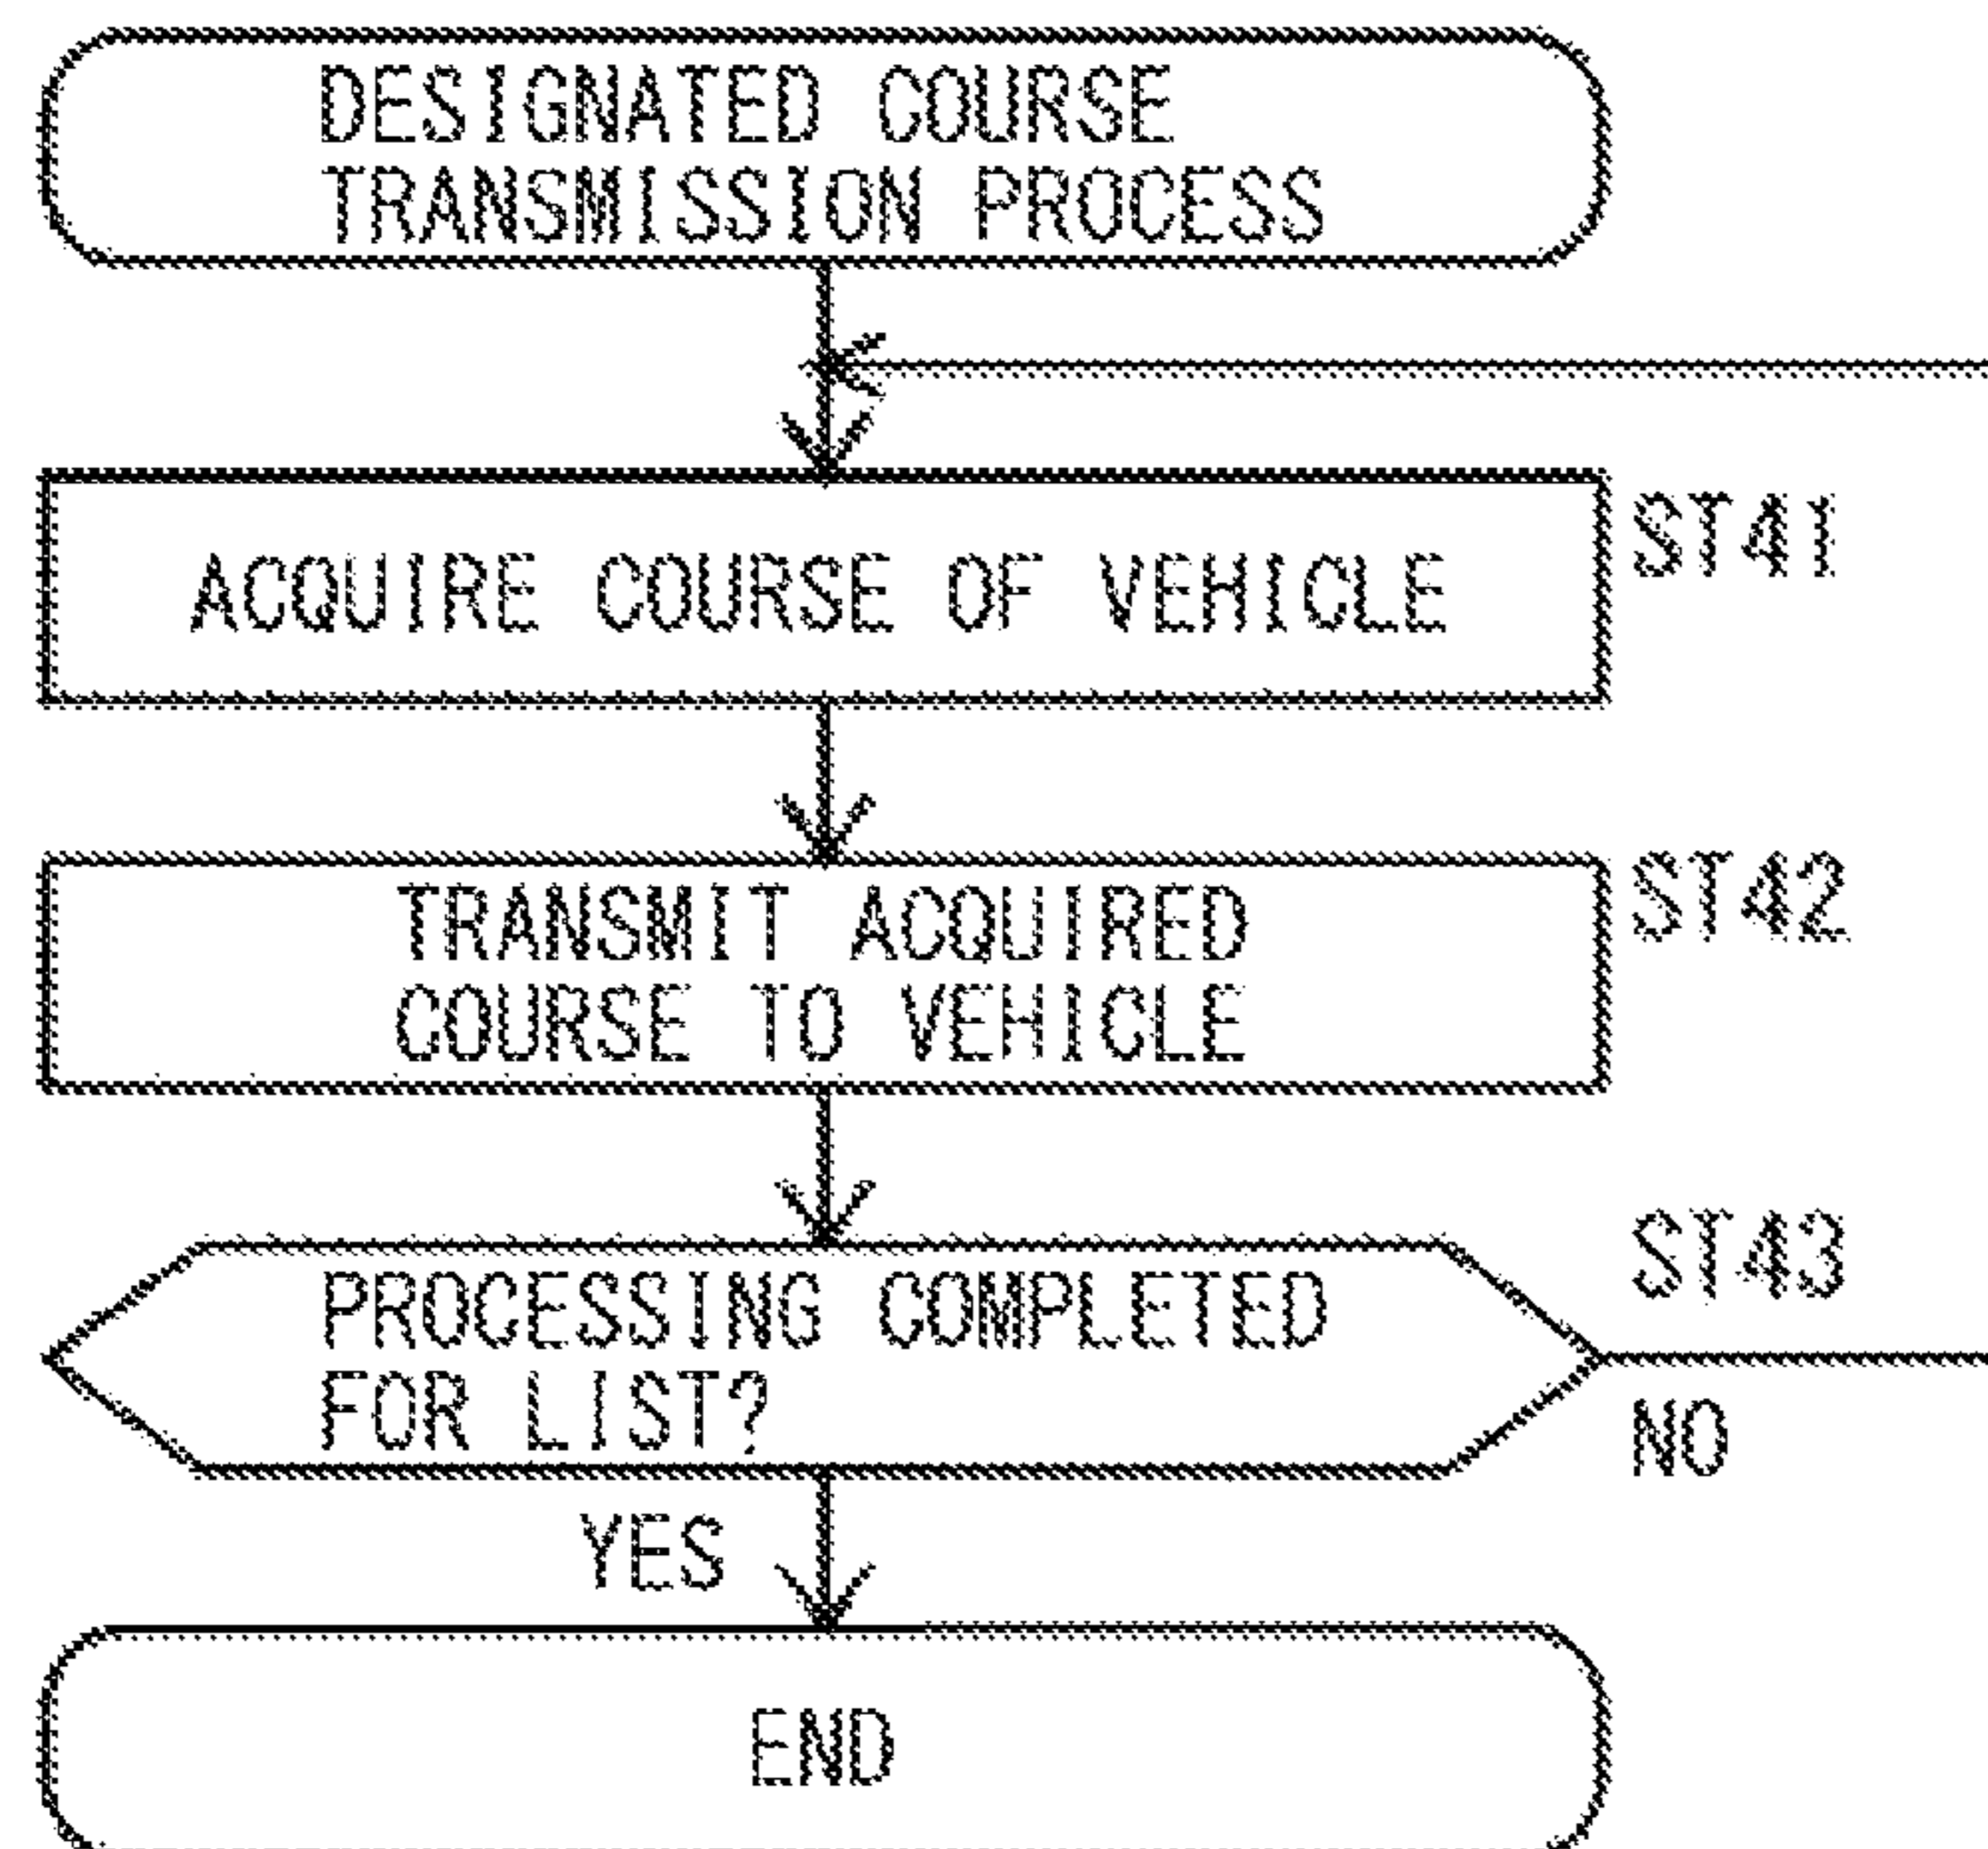 DESIGNATED COURSE
TRANSMISSION PROCESS
ACQUIRE COURSE OF VEHICLE
ST41
TRANSMIT ACQUIRED
COURSE TO VEHICLE
ST42
PROCESSING COMPLETED
FOR LIST?
ST43
NO
YES
END